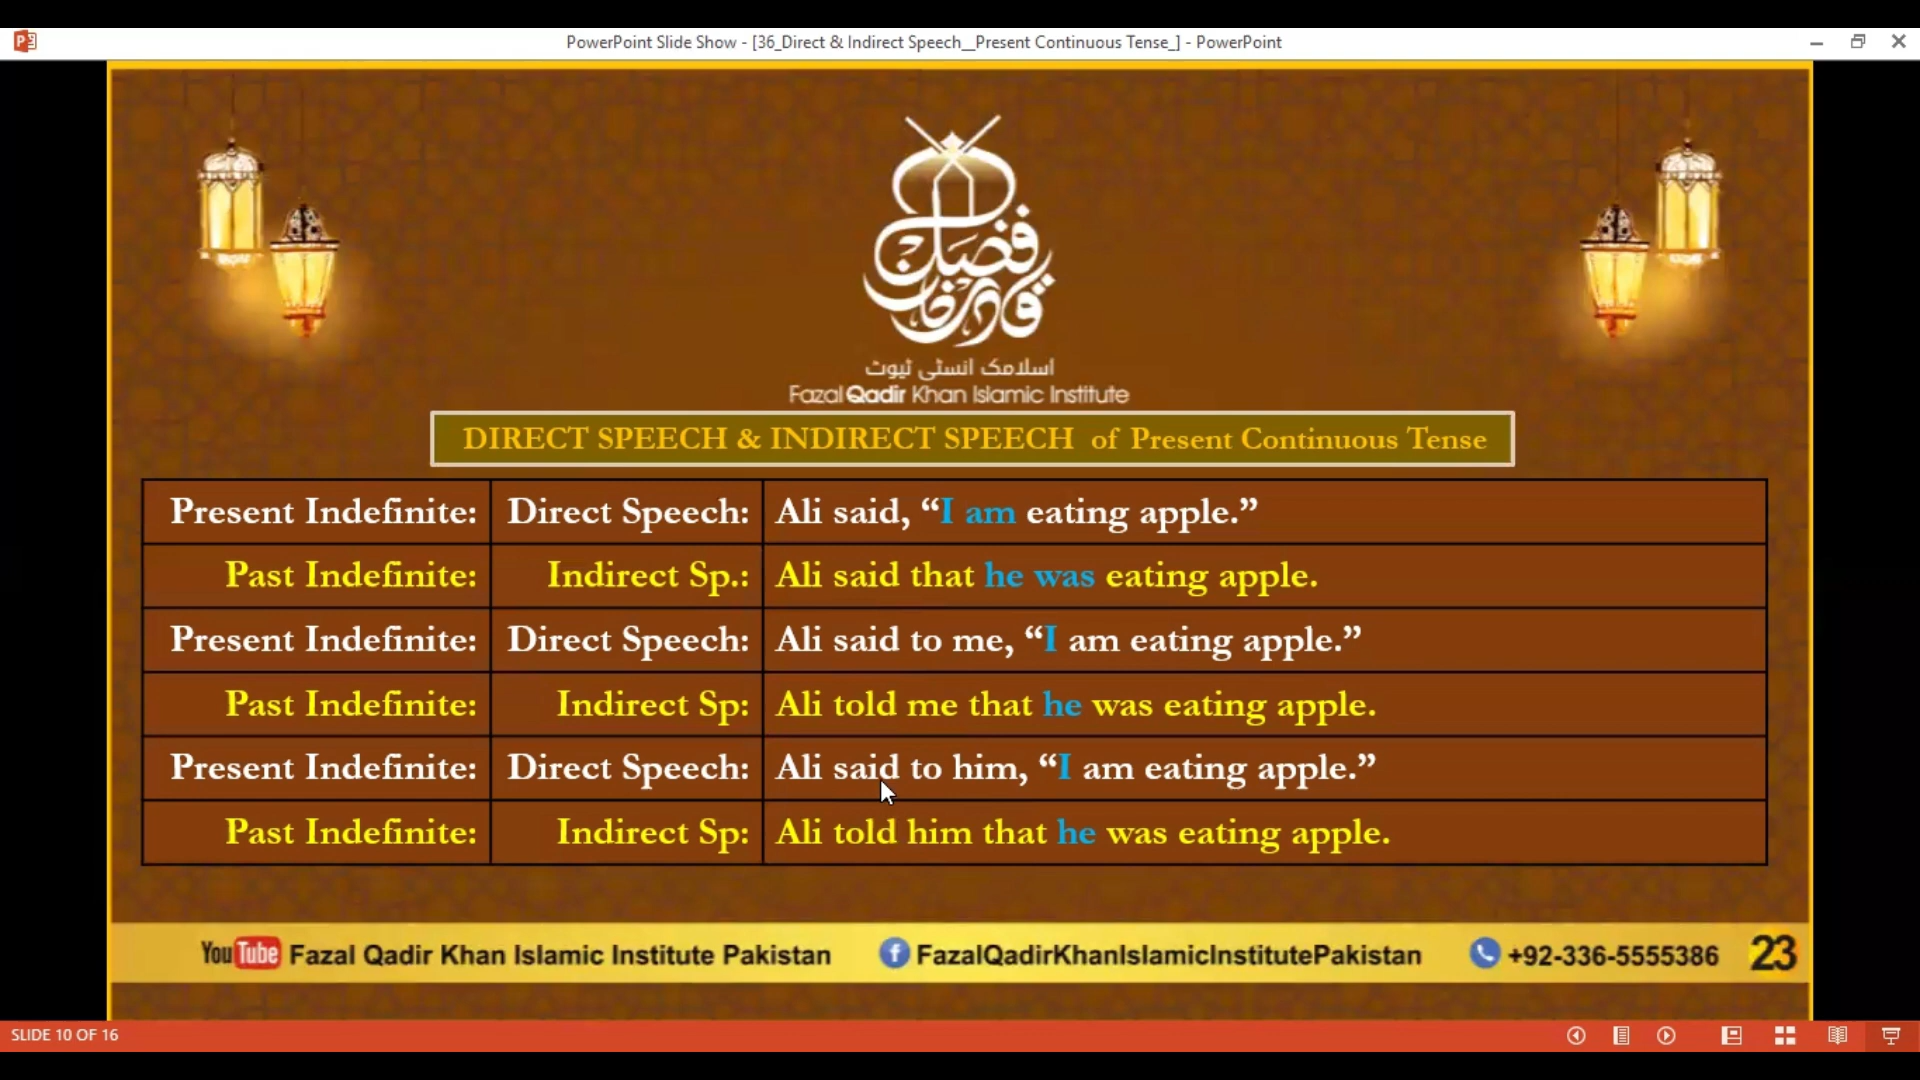 PowerPoint Slide Show - [36_Direct & Indirect Speech__Present Continuous Tense_] - PowerPoint
فضل قادر خان
اسلامک انسٹی ٹیوٹ
Fazal Qadir Khan Islamic Institute
DIRECT SPEECH & INDIRECT SPEECH of Present Continuous Tense
Present Indefinite: Direct Speech: Ali said, “I am eating apple.”
Past Indefinite: Indirect Sp.: Ali said that he was eating apple.
Present Indefinite: Direct Speech: Ali said to me, “I am eating apple.”
Past Indefinite: Indirect Sp: Ali told me that he was eating apple.
Present Indefinite: Direct Speech: Ali said to him, “I am eating apple.”
Past Indefinite: Indirect Sp: Ali told him that he was eating apple.
YouTube Fazal Qadir Khan Islamic Institute Pakistan f FazalQadirKhanIslamicInstitutePakistan +92-336-5555386 23
SLIDE 10 OF 16